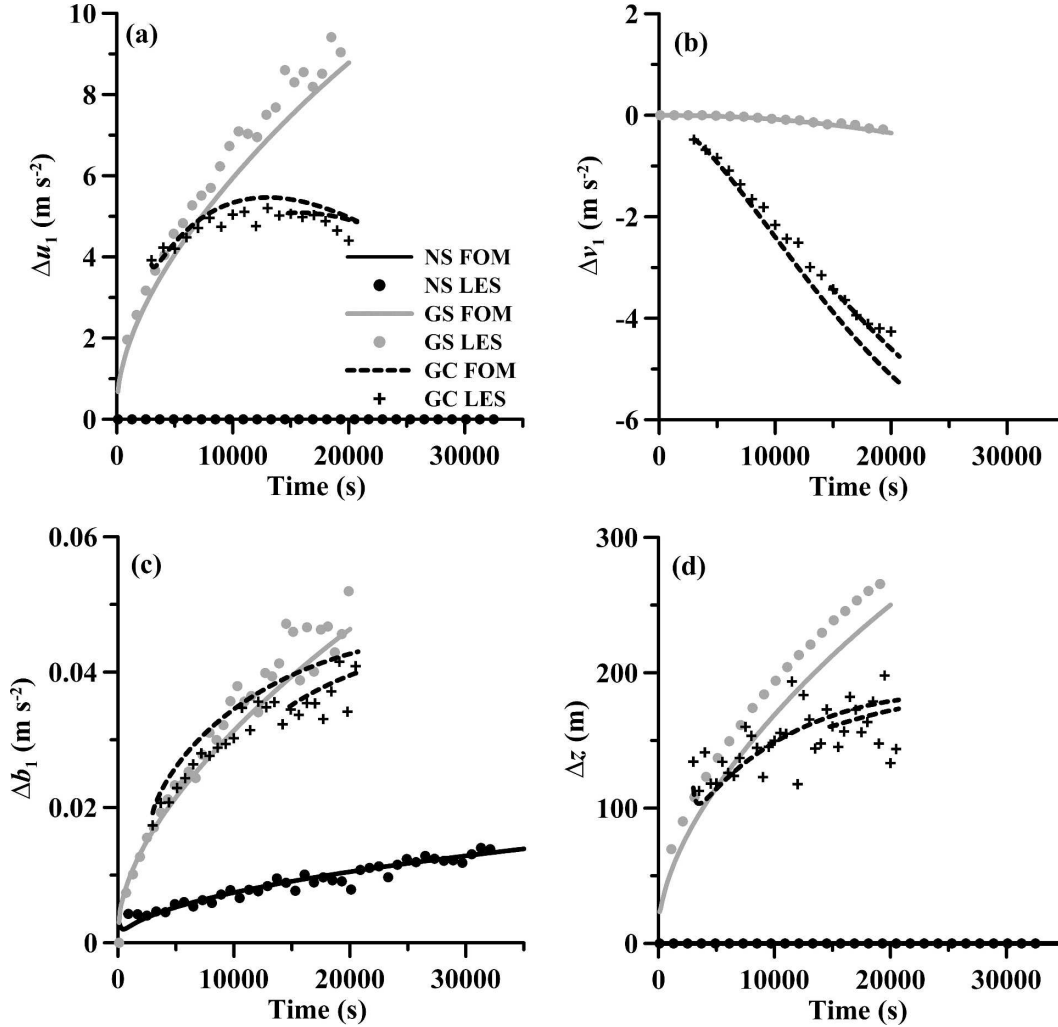 (a)
10
8
6
4
2
0
Δu₁ (m s⁻²)
0 10000 20000 30000
Time (s)
NS FOM
NS LES
GS FOM
GS LES
GC FOM
GC LES
(b)
2
0
-2
-4
-6
Δv₁ (m s⁻²)
0 10000 20000 30000
Time (s)
(c)
0.06
0.04
0.02
0
Δb₁ (m s⁻²)
0 10000 20000 30000
Time (s)
(d)
300
200
100
0
Δz (m)
0 10000 20000 30000
Time (s)